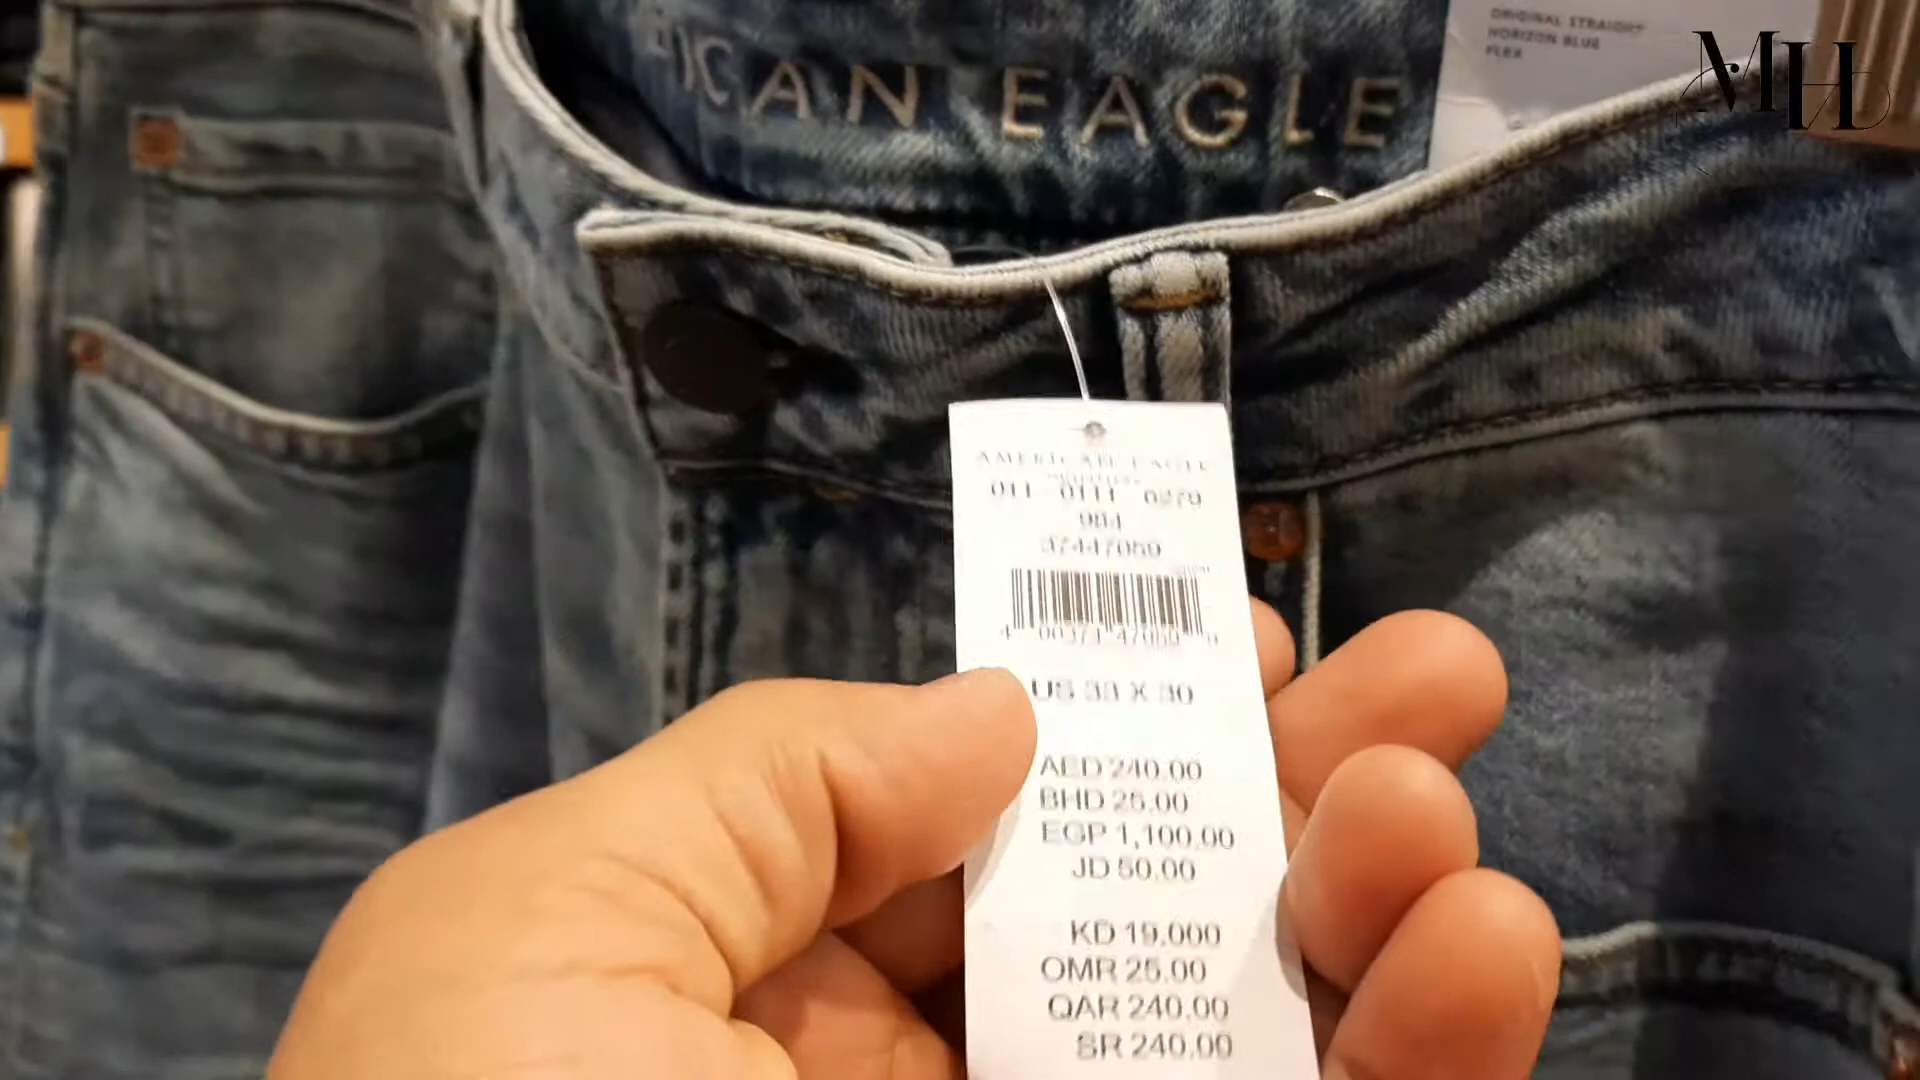 ICAN EAGLE
ORIGINAL STRAIGHT
HORIZON BLUE
FLEX
MH
AMERICAN EAGLE
011 0111 0279
984
37447059
US 33 X 30
AED 240.00
BHD 25.00
EGP 1,100.00
JD 50.00
KD 19.000
OMR 25.00
QAR 240.00
SR 240.00